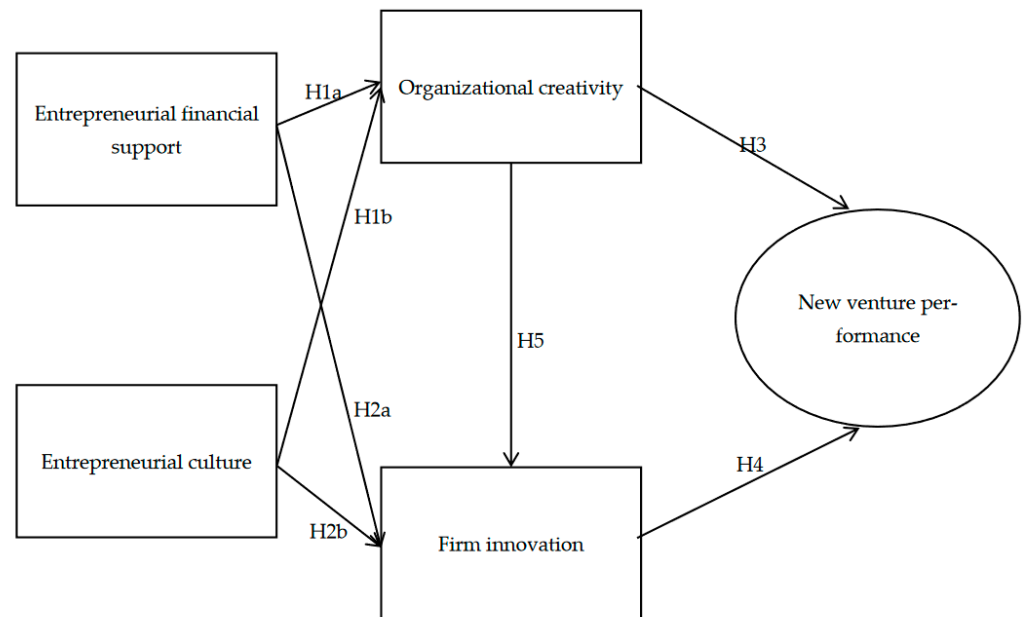 Organizational creativity
H1a
Entrepreneurial financial
support
H3
H1b
New venture per-
formance
H5
H2a
Entrepreneurial culture
H4
H2b
Firm innovation